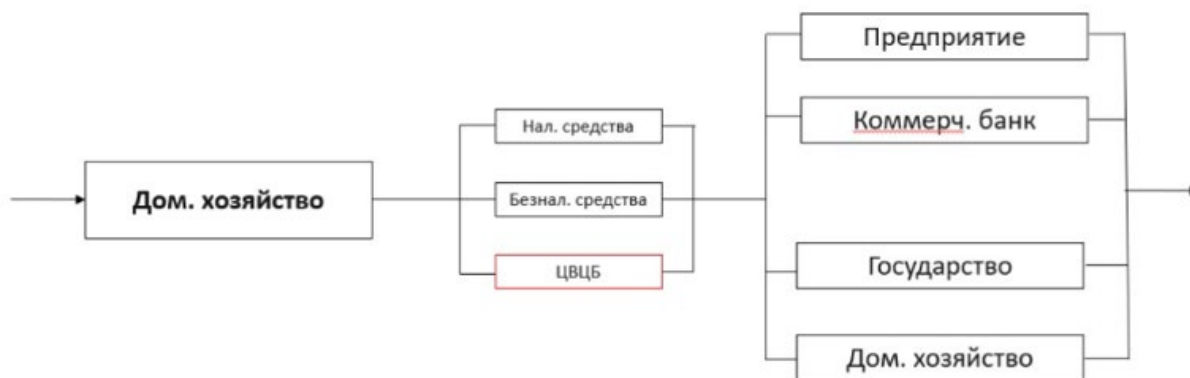 Предприятие
Нал. средства
Коммерч. банк
Дом. хозяйство
Безнал. средства
ЦВЦБ
Государство
Дом. хозяйство